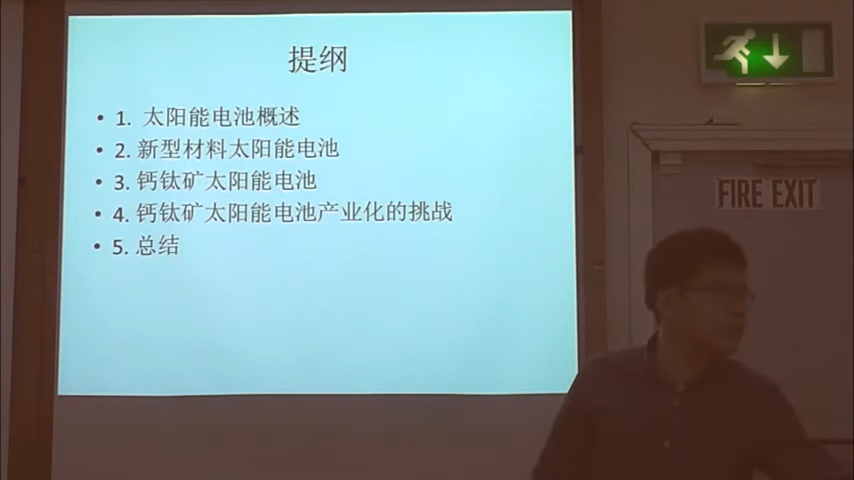 提纲
• 1. 太阳能电池概述
• 2. 新型材料太阳能电池
• 3. 钙钛矿太阳能电池
• 4. 钙钛矿太阳能电池产业化的挑战
• 5. 总结
FIRE EXIT